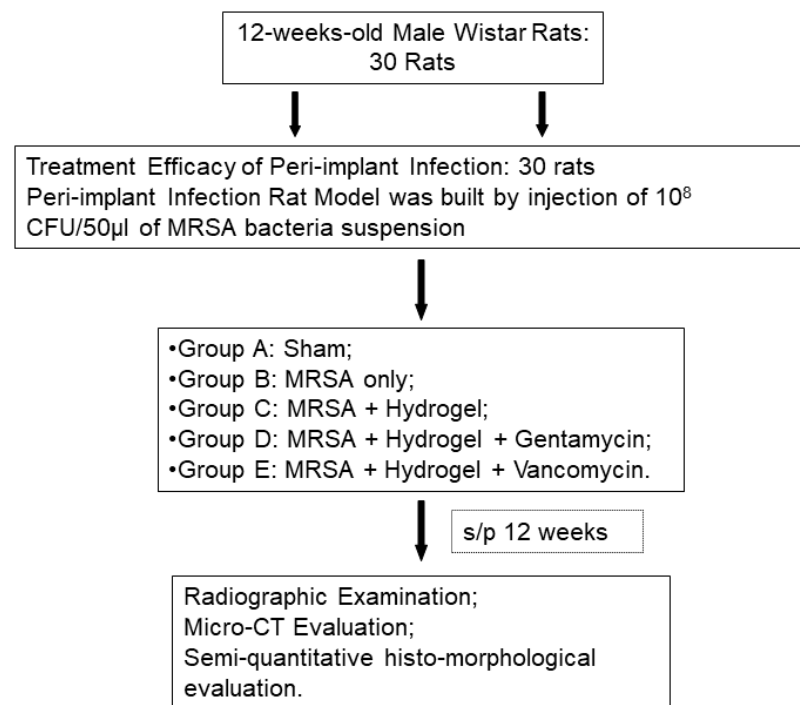 12-weeks-old Male Wistar Rats:
30 Rats
Treatment Efficacy of Peri-implant Infection: 30 rats
Peri-implant Infection Rat Model was built by injection of 10⁸
CFU/50µl of MRSA bacteria suspension
•Group A: Sham;
•Group B: MRSA only;
•Group C: MRSA + Hydrogel;
•Group D: MRSA + Hydrogel + Gentamycin;
•Group E: MRSA + Hydrogel + Vancomycin.
s/p 12 weeks
Radiographic Examination;
Micro-CT Evaluation;
Semi-quantitative histo-morphological
evaluation.